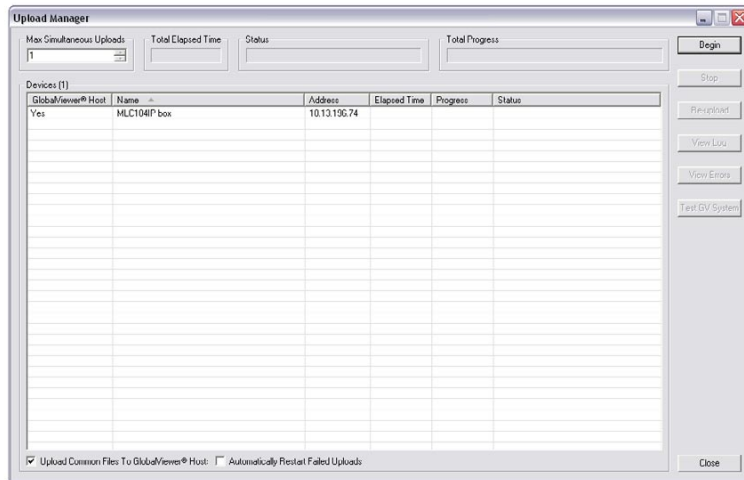 Upload Manager
Max Simultaneous Uploads
Total Elapsed Time
Status
Total Progress
1
Begin
Stop
Re-upload
View Log
View Errors
Test GV System
Devices (1)
GlobalViewer® Host Name Address Elapsed Time Progress Status
Yes MLC104IP box 10.13.196.74
Upload Common Files To GlobalViewer® Host: Automatically Restart Failed Uploads
Close